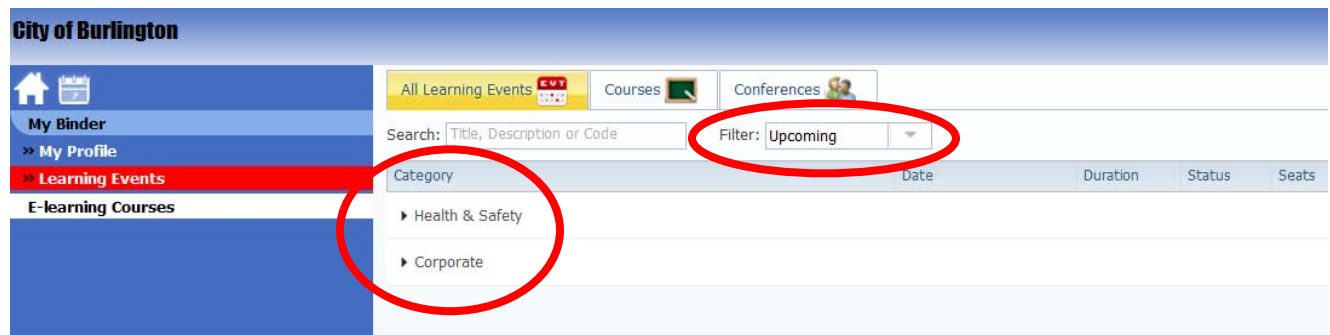 City of Burlington
All Learning Events EVT Courses Conferences
My Binder
Search: Title, Description or Code Filter: Upcoming
» My Profile
» Learning Events
Category Date Duration Status Seats
E-learning Courses
Health & Safety
Corporate